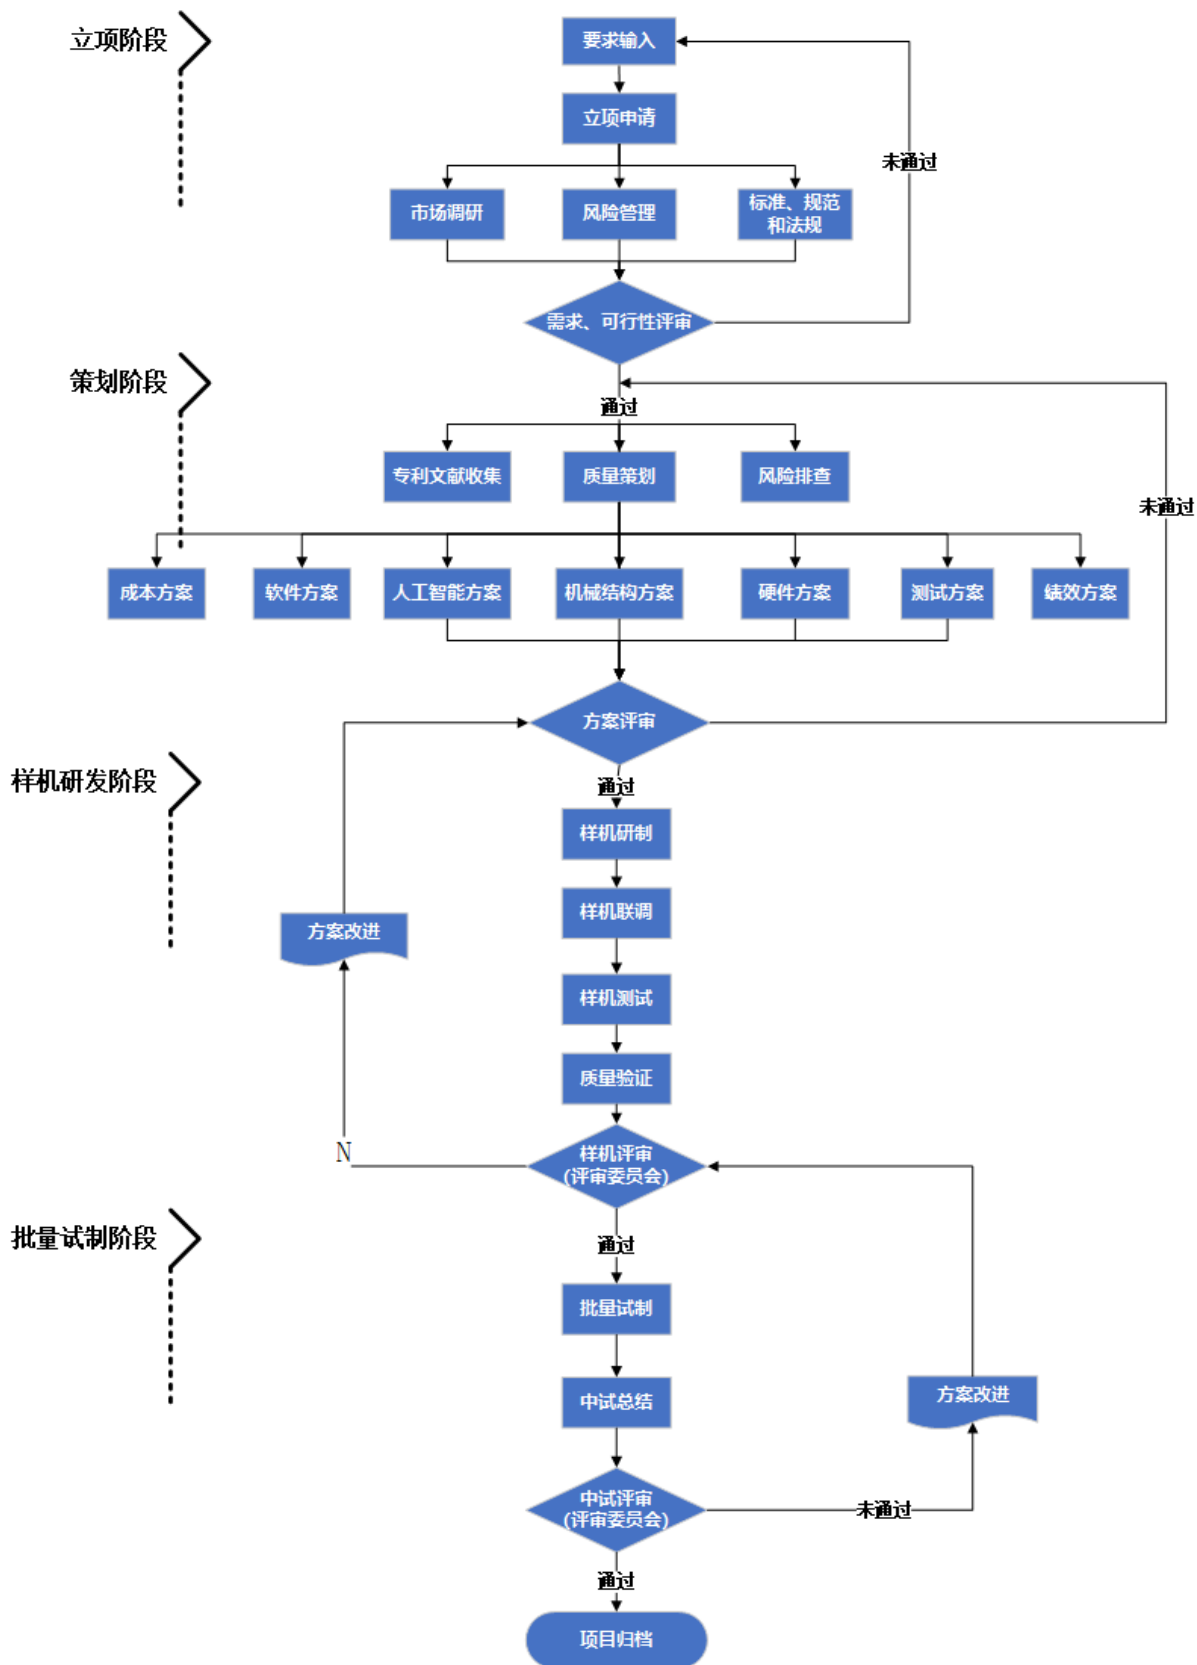 立项阶段
要求输入
立项申请
未通过
市场调研
风险管理
标准、规范
和法规
需求、可行性评审
策划阶段
通过
专利文献收集
质量策划
风险排查
未通过
成本方案
软件方案
人工智能方案
机械结构方案
硬件方案
测试方案
绩效方案
方案评审
样机研发阶段
通过
样机研制
样机联调
方案改进
样机测试
质量验证
N
样机评审
(评审委员会)
批量试制阶段
通过
批量试制
中试总结
方案改进
中试评审
(评审委员会)
未通过
通过
项目归档